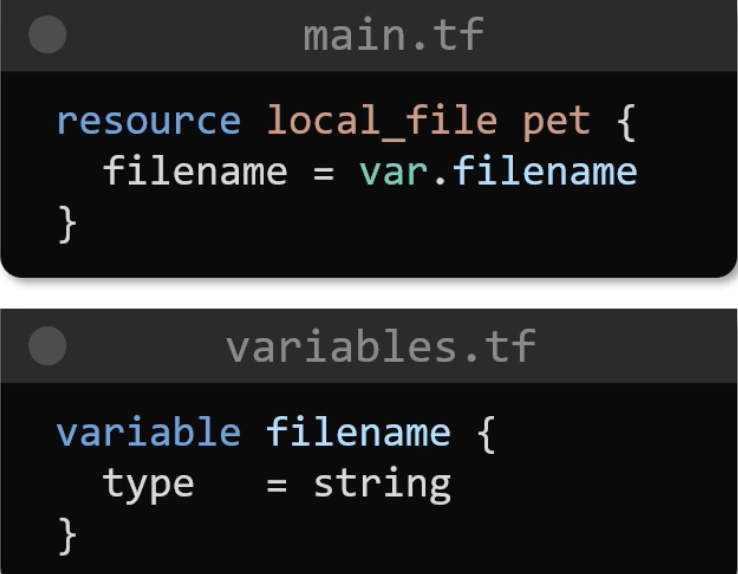 main.tf
resource local_file pet {
  filename = var.filename
}
variables.tf
variable filename {
  type   = string
}